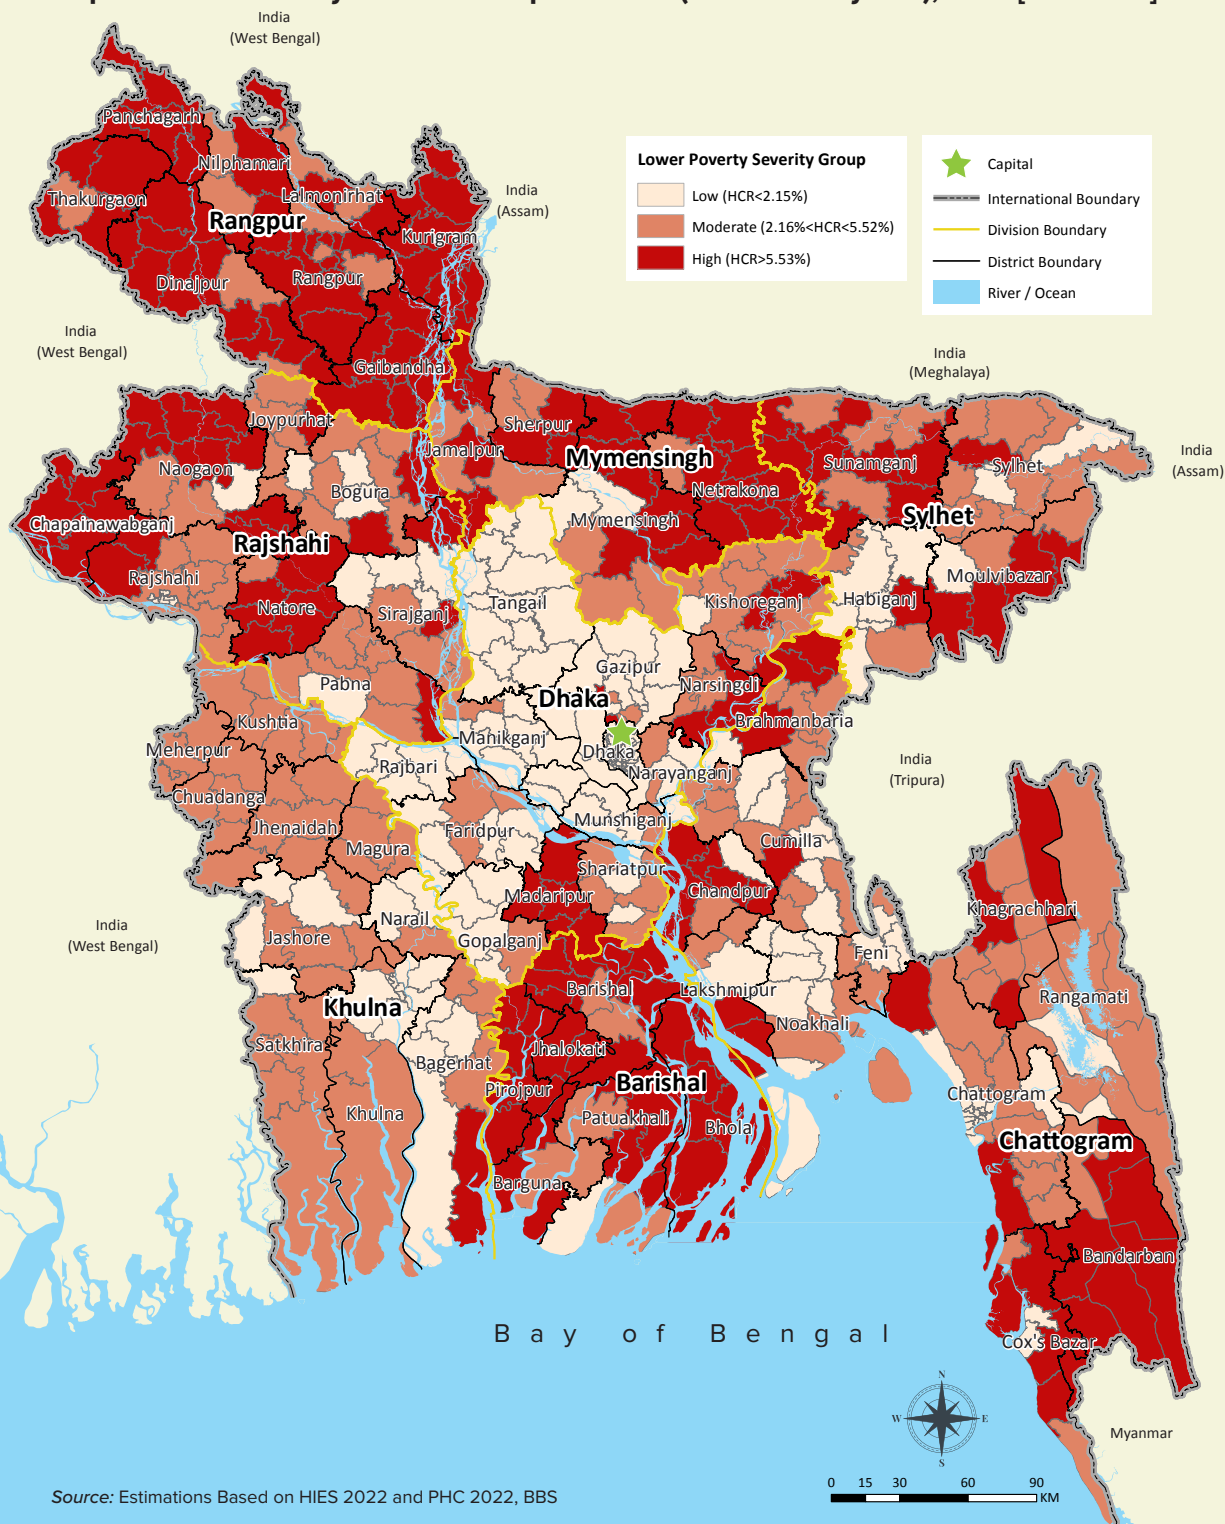 India
(West Bengal)
Panchagarh
Nilphamari
Thakurgaon
Lalmonirhat
Rangpur
Kurigram
Dinajpur
Rangpur
India
(Assam)
Lower Poverty Severity Group
Low (HCR<2.15%)
Moderate (2.16%<HCR<5.52%)
High (HCR>5.53%)
Capital
International Boundary
Division Boundary
District Boundary
River / Ocean
India
(West Bengal)
Gaibandha
India
(Meghalaya)
Joypurhat
Sherpur
Jamalpur
Mymensingh
Naogaon
Bogura
Netrakona
Sunamganj
Sylhet
India
(Assam)
Chapainawabganj
Rajshahi
Mymensingh
Sylhet
Rajshahi
Natore
Sirajganj
Tangail
Kishoreganj
Habiganj
Moulvibazar
Pabna
Gazipur
Narsingdi
Dhaka
Kushtia
Brahmanbaria
Meherpur
Manikganj
Dhaka
Rajbari
Narayanganj
India
(Tripura)
Chuadanga
Jhenaidah
Magura
Faridpur
Munshiganj
Cumilla
Shariatpur
Madaripur
Chandpur
Khagrachhari
India
(West Bengal)
Narail
Jashore
Gopalganj
Feni
Khulna
Barishal
Lakshmipur
Rangamati
Noakhali
Satkhira
Bagerhat
Jhalokati
Pirojpur
Barishal
Chattogram
Khulna
Patuakhali
Bhola
Chattogram
Barguna
Bandarban
Bay of Bengal
Cox's Bazar
N
W
E
S
Myanmar
0 15 30 60 90
KM
Source: Estimations Based on HIES 2022 and PHC 2022, BBS